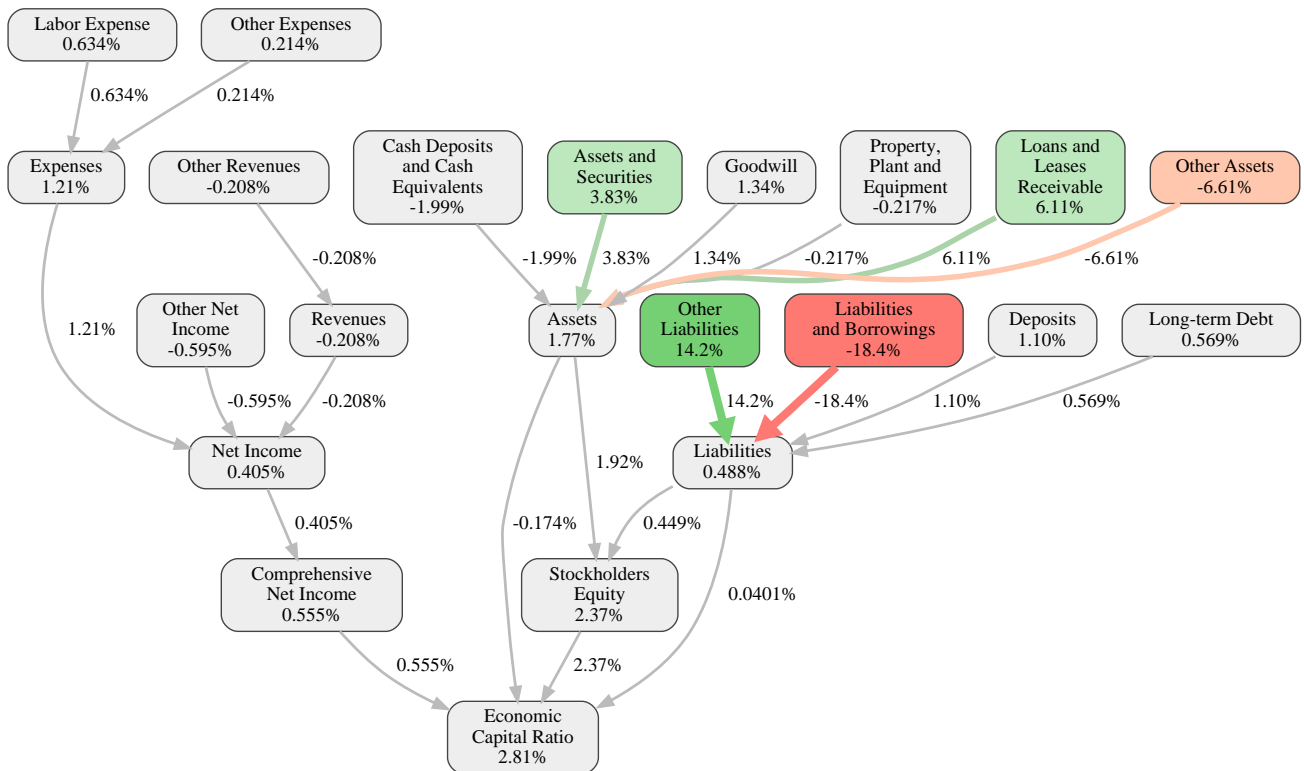 Labor Expense
0.634%
Other Expenses
0.214%
0.634%
0.214%
Expenses
1.21%
Other Revenues
-0.208%
Cash Deposits
and Cash
Equivalents
-1.99%
Assets and
Securities
3.83%
Goodwill
1.34%
Property,
Plant and
Equipment
-0.217%
Loans and
Leases
Receivable
6.11%
Other Assets
-6.61%
-0.208%
-1.99%
3.83%
1.34%
-0.217%
6.11%
-6.61%
1.21%
Other Net
Income
-0.595%
Revenues
-0.208%
Assets
1.77%
Other
Liabilities
14.2%
Liabilities
and Borrowings
-18.4%
Deposits
1.10%
Long-term Debt
0.569%
-0.595%
-0.208%
14.2%
-18.4%
1.10%
0.569%
Net Income
0.405%
1.92%
Liabilities
0.488%
0.405%
-0.174%
0.449%
Comprehensive
Net Income
0.555%
Stockholders
Equity
2.37%
0.0401%
0.555%
2.37%
Economic
Capital Ratio
2.81%